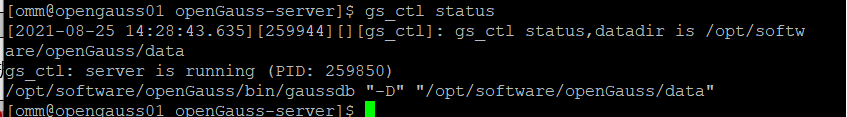 [omm@opengauss01 openGauss-server]$ gs_ctl status
[2021-08-25 14:28:43.635][259944][][gs_ctl]: gs_ctl status,datadir is /opt/softw
are/openGauss/data
gs_ctl: server is running (PID: 259850)
/opt/software/openGauss/bin/gaussdb "-D" "/opt/software/openGauss/data"
[omm@opengauss01 openGauss-server]$